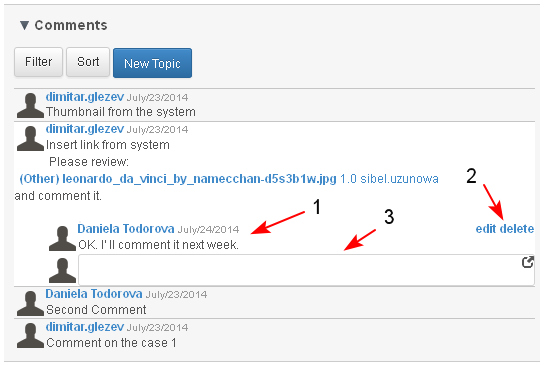 Comments
Filter Sort New Topic
dimitar.glezev July/23/2014
Thumbnail from the system
dimitar.glezev July/23/2014
Insert link from system
Please review:
(Other) leonardo_da_vinci_by_namecchan-d5s3b1w.jpg 1.0 sibel.uzunowa
and comment it.
2
1
3
Daniela Todorova July/24/2014 edit delete
OK. I' ll comment it next week.
Daniela Todorova July/23/2014
Second Comment
dimitar.glezev July/23/2014
Comment on the case 1